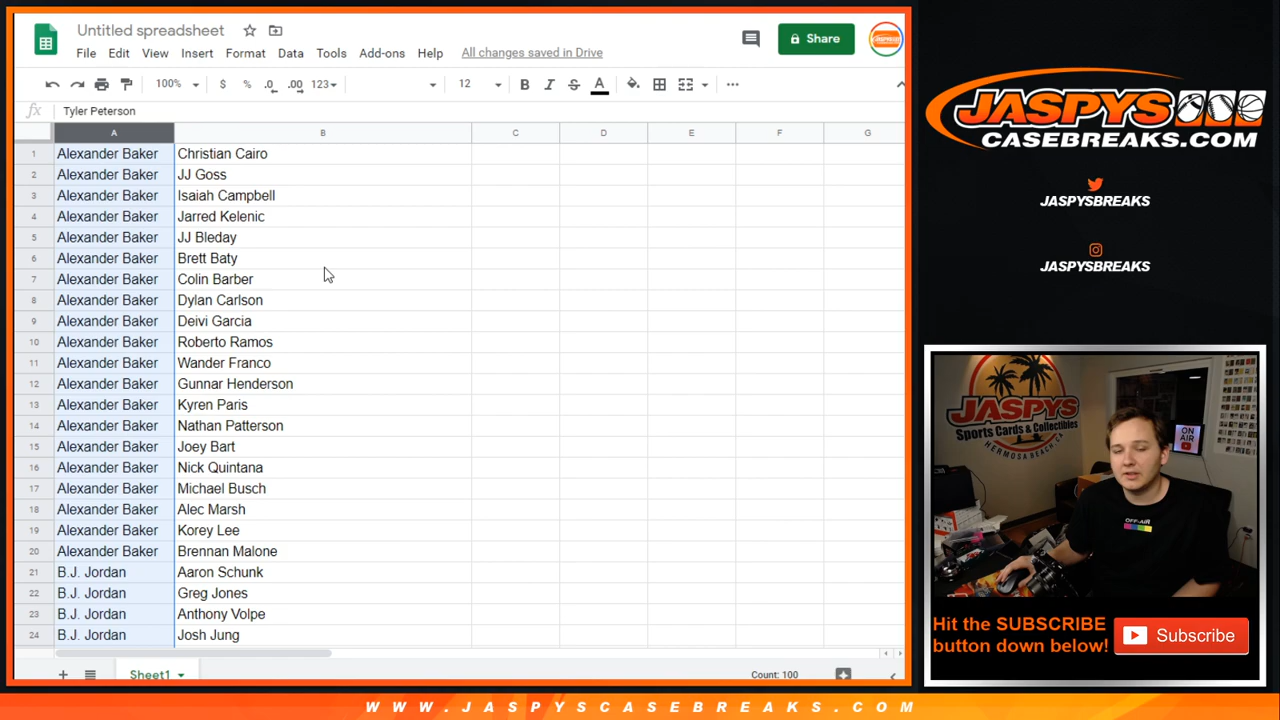 Untitled spreadsheet
File Edit View Insert Format Data Tools Add-ons Help All changes saved in Drive
Share
100% $ % .0 .00 123 12 B I S A
fx Tyler Peterson
A B C D E F G
1 Alexander Baker Christian Cairo
2 Alexander Baker JJ Goss
3 Alexander Baker Isaiah Campbell
4 Alexander Baker Jarred Kelenic
5 Alexander Baker JJ Bleday
6 Alexander Baker Brett Baty
7 Alexander Baker Colin Barber
8 Alexander Baker Dylan Carlson
9 Alexander Baker Deivi Garcia
10 Alexander Baker Roberto Ramos
11 Alexander Baker Wander Franco
12 Alexander Baker Gunnar Henderson
13 Alexander Baker Kyren Paris
14 Alexander Baker Nathan Patterson
15 Alexander Baker Joey Bart
16 Alexander Baker Nick Quintana
17 Alexander Baker Michael Busch
18 Alexander Baker Alec Marsh
19 Alexander Baker Korey Lee
20 Alexander Baker Brennan Malone
21 B.J. Jordan Aaron Schunk
22 B.J. Jordan Greg Jones
23 B.J. Jordan Anthony Volpe
24 B.J. Jordan Josh Jung
Sheet1
Count: 100
JASPYS
CASEBREAKS.COM
JASPYSBREAKS
JASPYSBREAKS
JASPYS
Sports Cards & Collectibles
HERMOSA BEACH, CA
ON
AIR
OFF-AIR
Hit the SUBSCRIBE
button down below!
Subscribe
WWW.JASPYSCASEBREAKS.COM